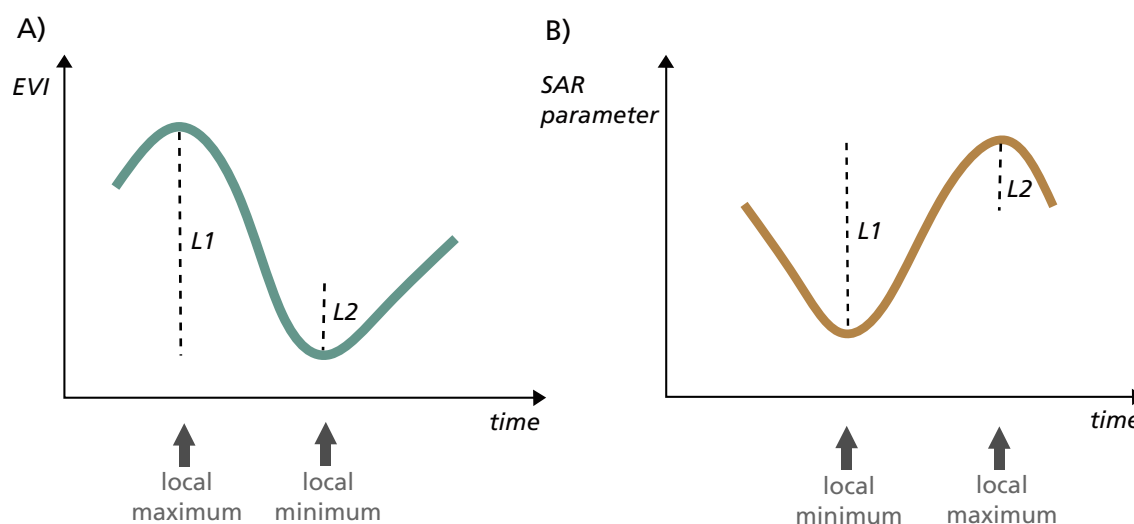 A)
EVI
L1
L2
time
local
maximum
local
minimum
B)
SAR
parameter
L1
L2
time
local
minimum
local
maximum